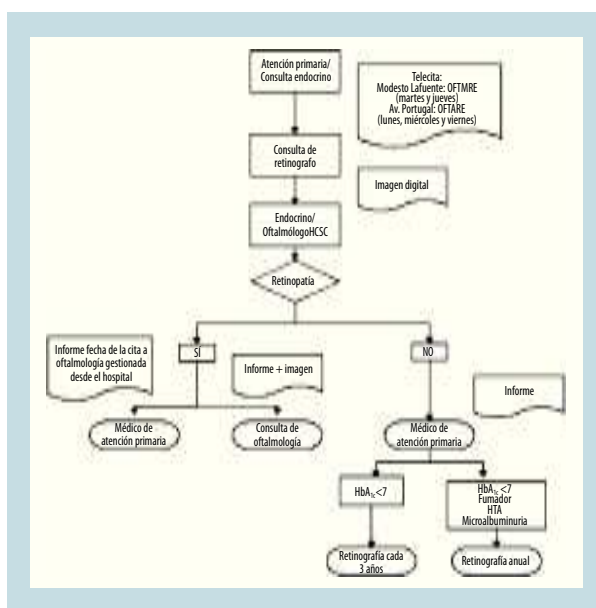 Atención primaria/
Consulta endocrino
Telecita:
Modesto Lafuente: OFTMRE
(martes y jueves)
Av. Portugal: OFTARE
(lunes, miércoles y viernes)
Consulta de
retinografo
Imagen digital
Endocrino/
OftalmólogoHCSC
Retinopatía
SÍ
NO
Informe fecha de la cita a
oftalmología gestionada
desde el hospital
Informe + imagen
Informe
Médico de
atención primaria
Consulta de
oftalmología
Médico de
atención primaria
HbA1c<7
HbA1c <7
Fumador
HTA
Microalbuminuria
Retinografía cada
3 años
Retinografía anual